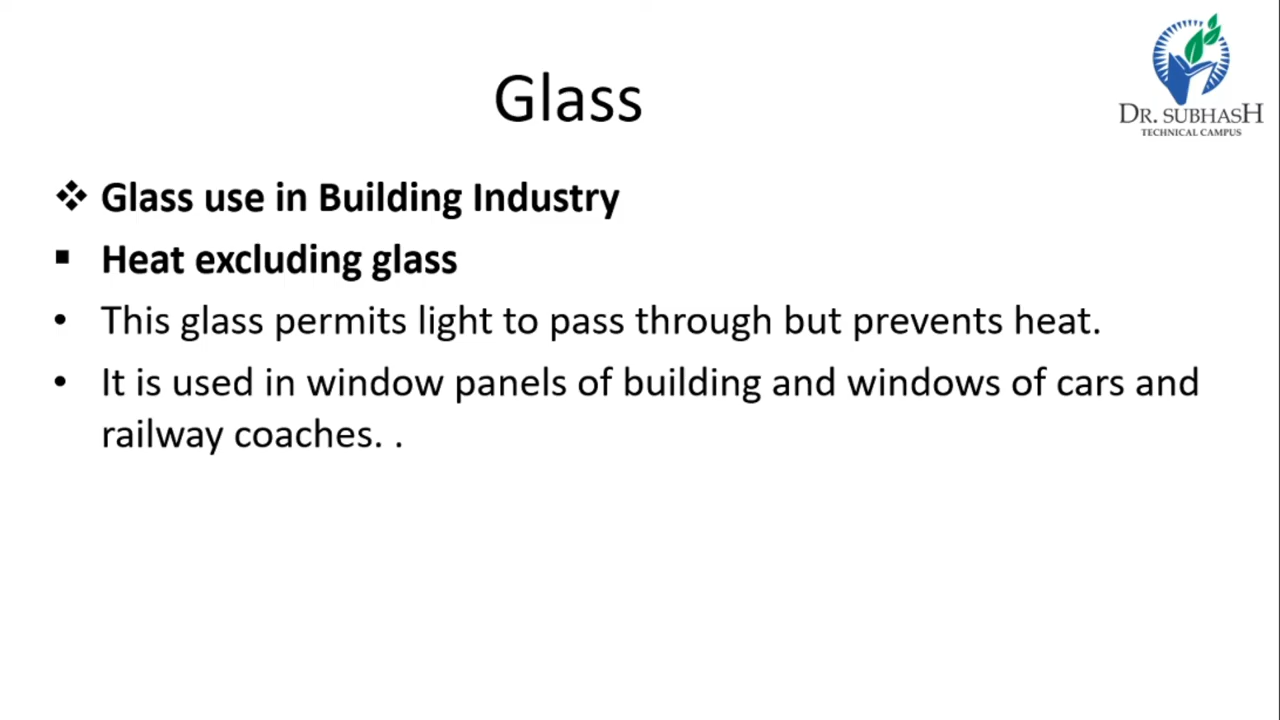 DR. SUBHASH
TECHNICAL CAMPUS
Glass
❖ Glass use in Building Industry
▪ Heat excluding glass
• This glass permits light to pass through but prevents heat.
• It is used in window panels of building and windows of cars and
railway coaches. .